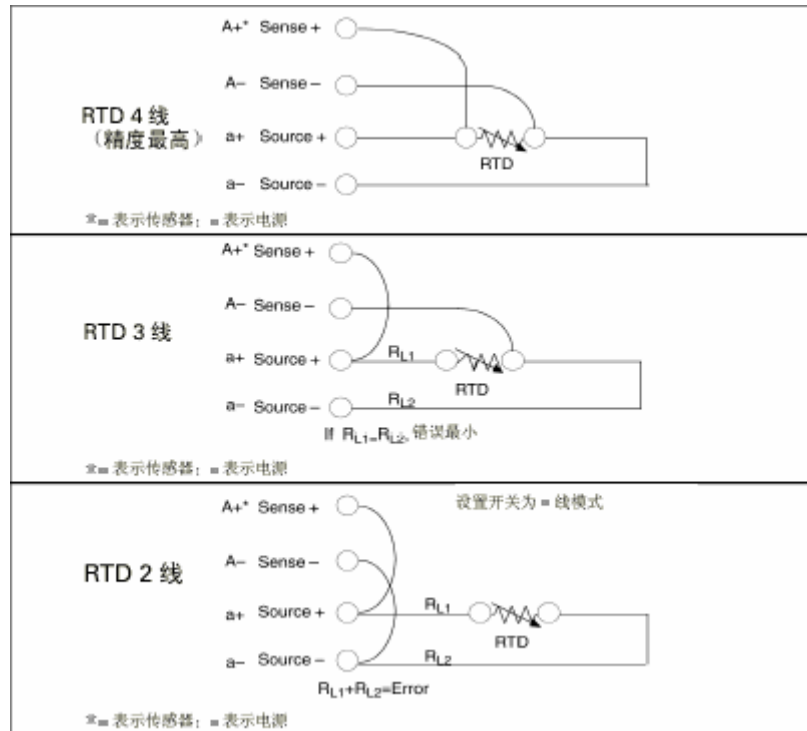 A+* Sense +
A− Sense −
RTD 4 线
（精度最高）
a+ Source +
RTD
a− Source −
*= 表示传感器；= 表示电源
A+* Sense +
A− Sense −
RTD 3 线
a+ Source +
RL1
RTD
a− Source −
RL2
If RL1=RL2, 错误最小
*= 表示传感器；= 表示电源
设置开关为 = 线模式
A+* Sense +
A− Sense −
RTD 2 线
a+ Source +
RL1
RTD
a− Source −
RL2
RL1+RL2=Error
*= 表示传感器；= 表示电源